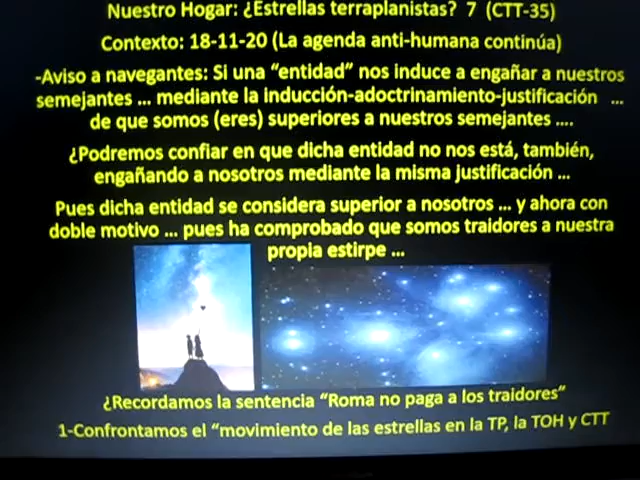 Nuestro Hogar: ¿Estrellas terraplanistas? 7 (CTT-35)
Contexto: 18-11-20 (La agenda anti-humana continúa)
-Aviso a navegantes: Si una “entidad” nos induce a engañar a nuestros
semejantes ... mediante la inducción-adoctrinamiento-justificación ...
de que somos (eres) superiores a nuestros semejantes ....
¿Podremos confiar en que dicha entidad no nos está, también,
engañando a nosotros mediante la misma justificación ...
Pues dicha entidad se considera superior a nosotros ... y ahora con
doble motivo ... pues ha comprobado que somos traidores a nuestra
propia estirpe ...
¿Recordamos la sentencia “Roma no paga a los traidores”
1-Confrontamos el “movimiento de las estrellas en la TP, la TOH y CTT